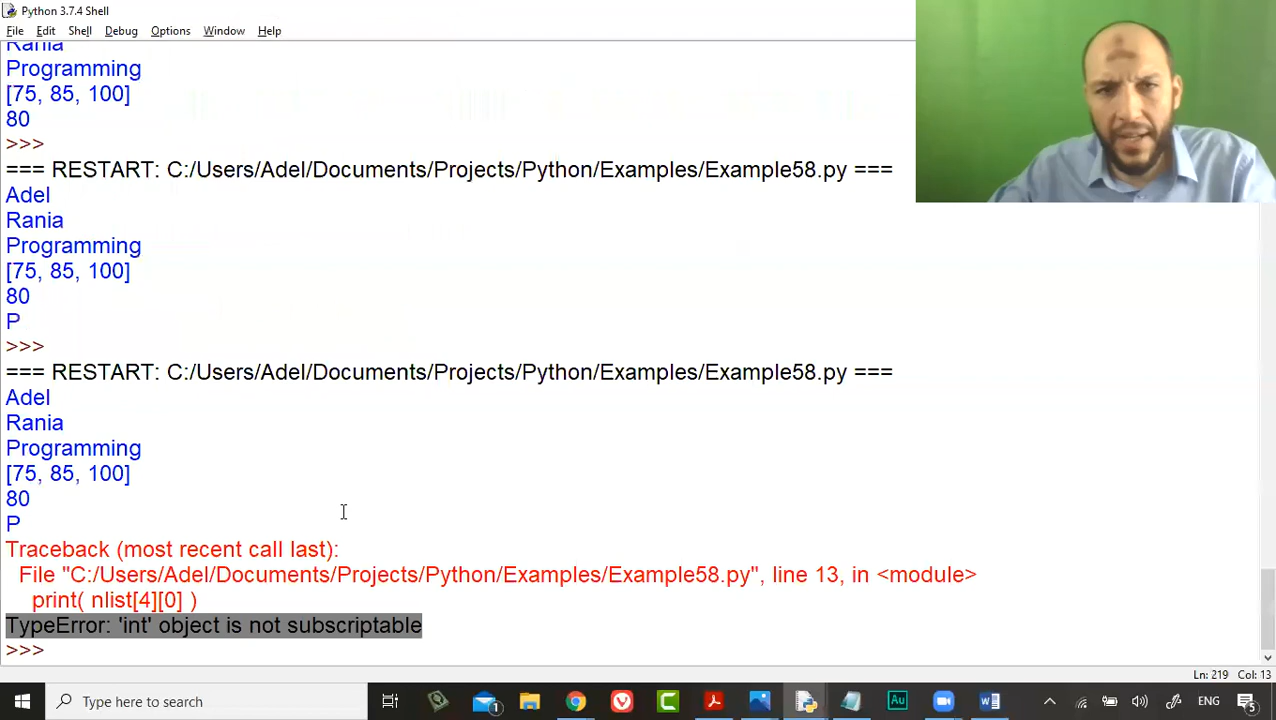 Python 3.7.4 Shell
File Edit Shell Debug Options Window Help
Rania
Programming
[75, 85, 100]
80
>>>
=== RESTART: C:/Users/Adel/Documents/Projects/Python/Examples/Example58.py ===
Adel
Rania
Programming
[75, 85, 100]
80
P
>>>
=== RESTART: C:/Users/Adel/Documents/Projects/Python/Examples/Example58.py ===
Adel
Rania
Programming
[75, 85, 100]
80
P
Traceback (most recent call last):
File "C:/Users/Adel/Documents/Projects/Python/Examples/Example58.py", line 13, in <module>
print( nlist[4][0] )
TypeError: 'int' object is not subscriptable
>>>
Ln: 219 Col: 13
Type here to search
1
Au
ENG
5